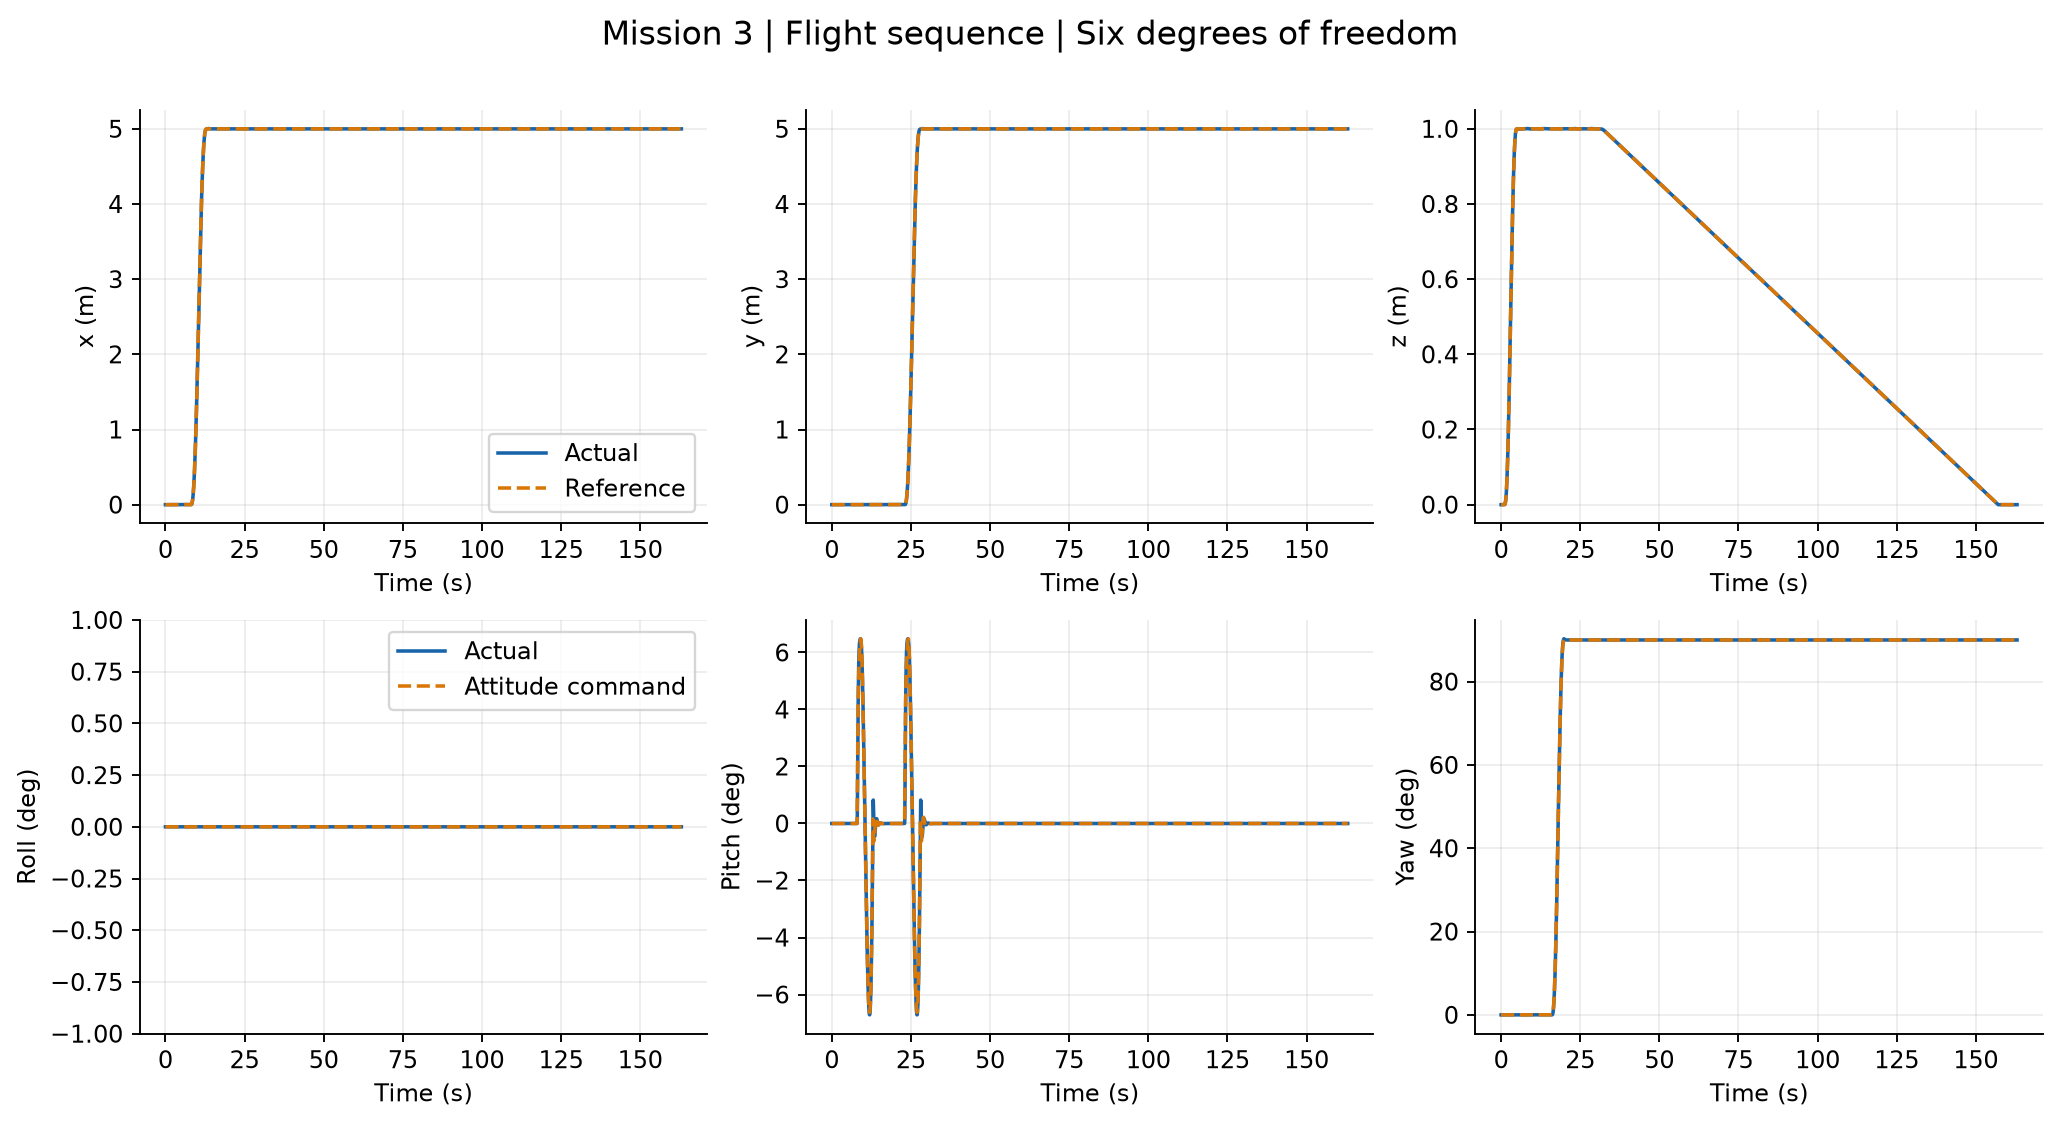 Mission 3 | Flight sequence | Six degrees of freedom
x (m)
5
4
3
2
1
0
Actual
Reference
0 25 50 75 100 125 150
Time (s)
y (m)
5
4
3
2
1
0
0 25 50 75 100 125 150
Time (s)
z (m)
1.0
0.8
0.6
0.4
0.2
0.0
0 25 50 75 100 125 150
Time (s)
Roll (deg)
1.00
0.75
0.50
0.25
0.00
−0.25
−0.50
−0.75
−1.00
Actual
Attitude command
0 25 50 75 100 125 150
Time (s)
Pitch (deg)
6
4
2
0
−2
−4
−6
0 25 50 75 100 125 150
Time (s)
Yaw (deg)
80
60
40
20
0
0 25 50 75 100 125 150
Time (s)